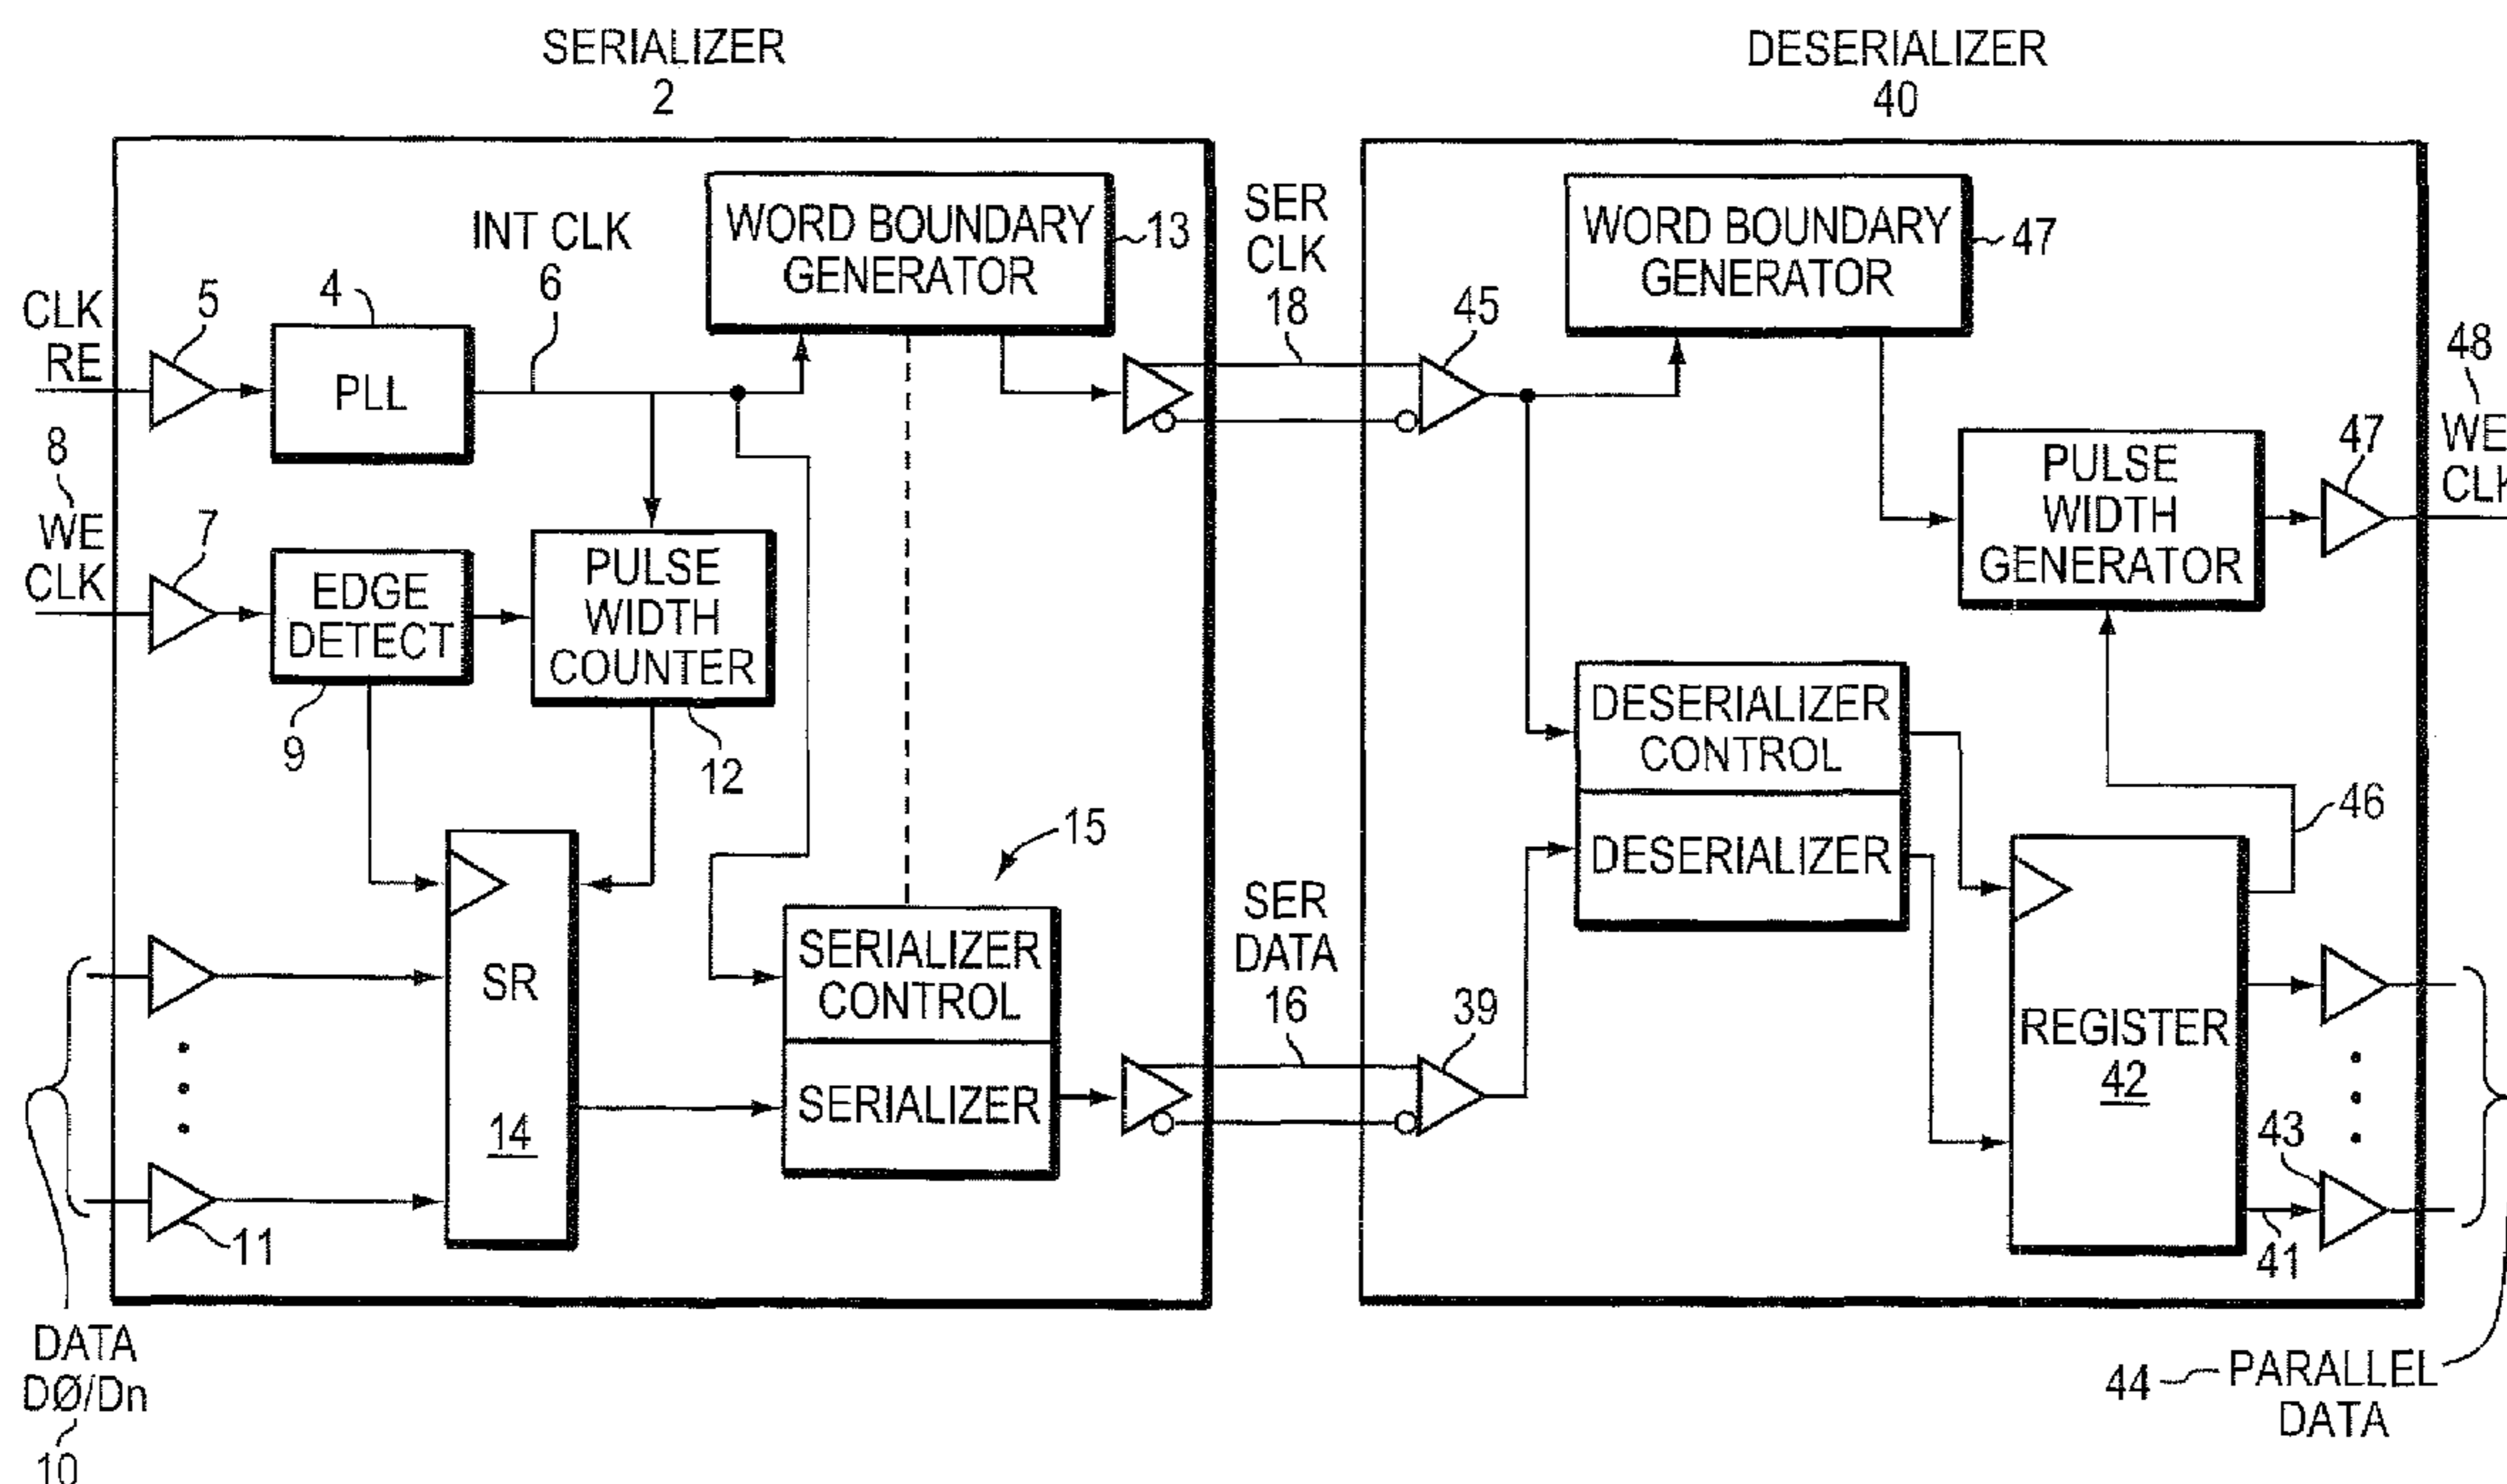 SERIALIZER
2
DESERIALIZER
40
CLK
RE
5
4
PLL
INT CLK
6
WORD BOUNDARY
GENERATOR
13
SER
CLK
18
45
WORD BOUNDARY
GENERATOR
47
48
WE
8
WE
CLK
7
EDGE
DETECT
9
PULSE
WIDTH
COUNTER
12
PULSE
WIDTH
GENERATOR
47
DESERIALIZER
CONTROL
DESERIALIZER
46
15
SR
14
SERIALIZER
CONTROL
SERIALIZER
SER
DATA
16
39
REGISTER
42
43
41
11
DATA
DØ/Dn
10
44
PARALLEL
DATA